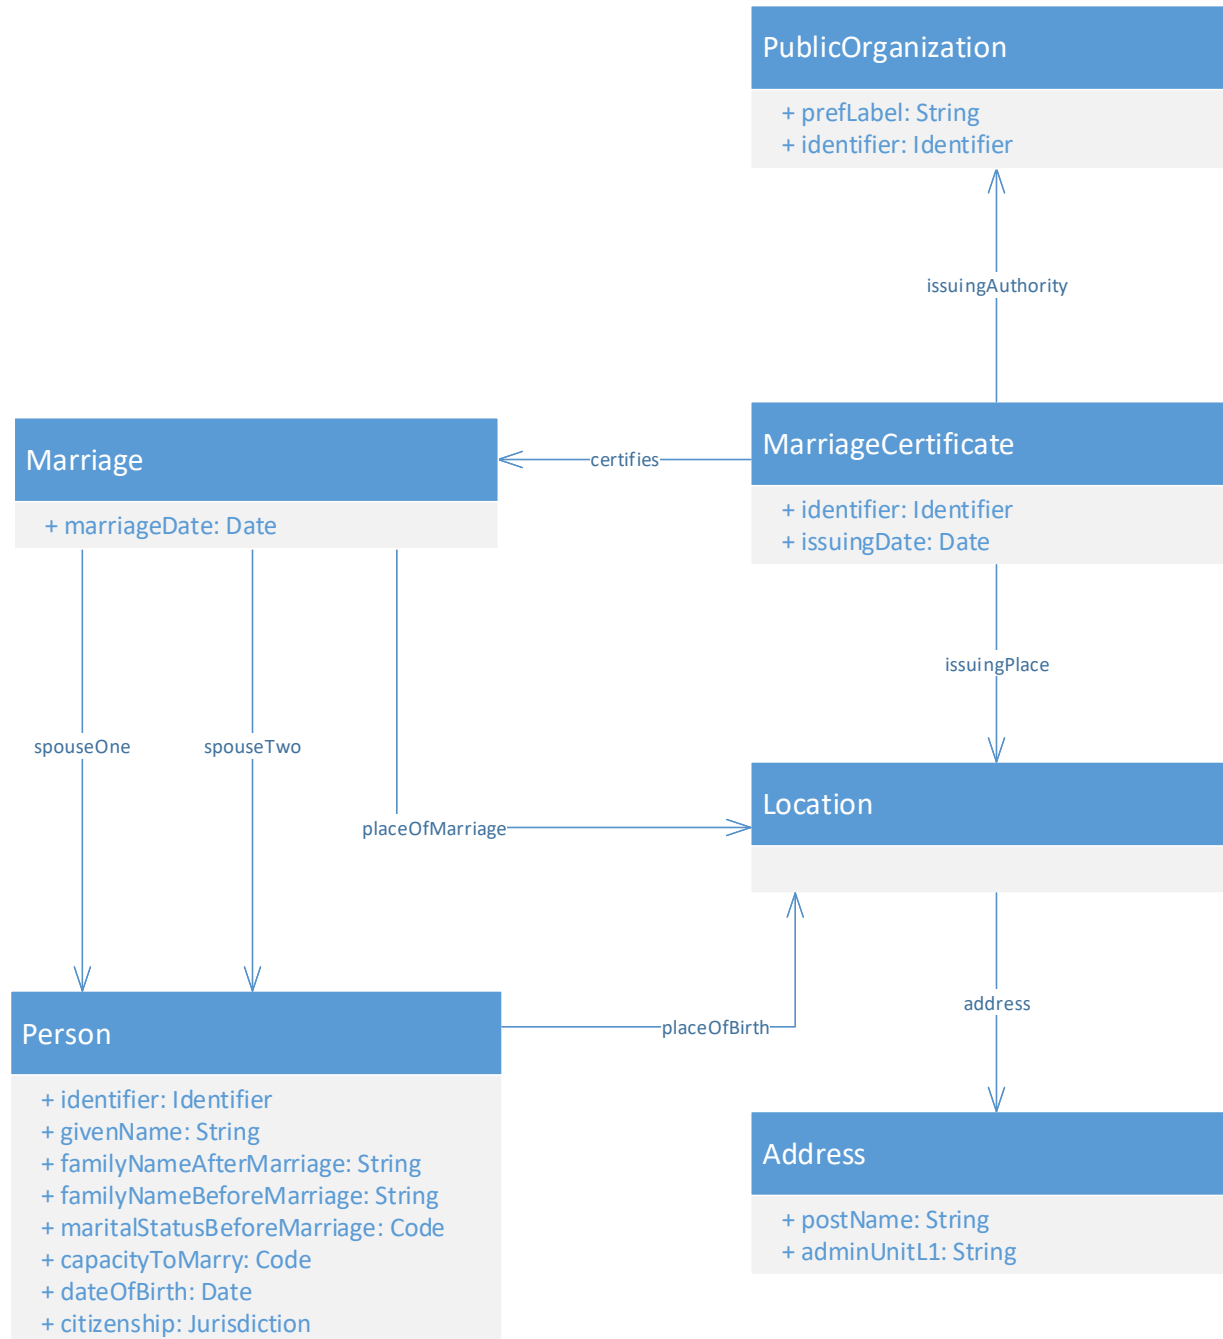 PublicOrganization
+ prefLabel: String
+ identifier: Identifier
issuingAuthority
Marriage
+ marriageDate: Date
certifies
MarriageCertificate
+ identifier: Identifier
+ issuingDate: Date
issuingPlace
spouseOne
spouseTwo
placeOfMarriage
Location
placeOfBirth
address
Person
+ identifier: Identifier
+ givenName: String
+ familyNameAfterMarriage: String
+ familyNameBeforeMarriage: String
+ maritalStatusBeforeMarriage: Code
+ capacityToMarry: Code
+ dateOfBirth: Date
+ citizenship: Jurisdiction
Address
+ postName: String
+ adminUnitL1: String